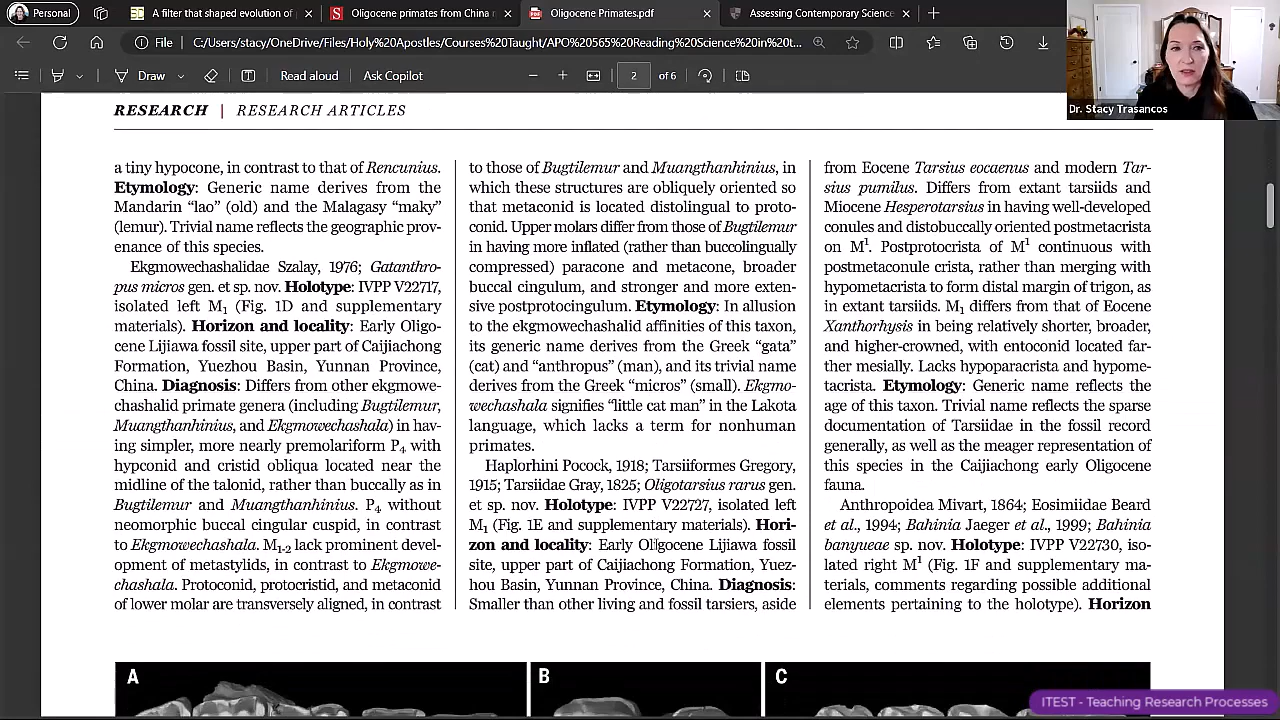 Personal
A filter that shaped evolution of p
Oligocene primates from China r
Oligocene Primates.pdf
Assessing Contemporary Science
File
C:/Users/stacy/OneDrive/Files/Holy%20Apostles/Courses%20Taught/APO%20565%20Reading%20Science%20in%20t...
Draw
Read aloud
Ask Copilot
2
of 6
Dr. Stacy Trasancos
RESEARCH | RESEARCH ARTICLES
a tiny hypocone, in contrast to that of Rencunius.
Etymology: Generic name derives from the
Mandarin “lao” (old) and the Malagasy “maky”
(lemur). Trivial name reflects the geographic prov-
enance of this species.
Ekgmowechashalidae Szalay, 1976; Gatanthro-
pus micros gen. et sp. nov. Holotype: IVPP V22717,
isolated left M1 (Fig. 1D and supplementary
materials). Horizon and locality: Early Oligo-
cene Lijiawa fossil site, upper part of Caijiachong
Formation, Yuezhou Basin, Yunnan Province,
China. Diagnosis: Differs from other ekgmowe-
chashalid primate genera (including Bugtilemur,
Muangthanhinius, and Ekgmowechashala) in hav-
ing simpler, more nearly premolariform P4 with
hypconid and cristid obliqua located near the
midline of the talonid, rather than buccally as in
Bugtilemur and Muangthanhinius. P4 without
neomorphic buccal cingular cuspid, in contrast
to Ekgmowechashala. M1-2 lack prominent devel-
opment of metastylids, in contrast to Ekgmowe-
chashala. Protoconid, protocristid, and metaconid
of lower molar are transversely aligned, in contrast
to those of Bugtilemur and Muangthanhinius, in
which these structures are obliquely oriented so
that metaconid is located distolingual to proto-
conid. Upper molars differ from those of Bugtilemur
in having more inflated (rather than buccolingually
compressed) paracone and metacone, broader
buccal cingulum, and stronger and more exten-
sive postprotocingulum. Etymology: In allusion
to the ekgmowechashalid affinities of this taxon,
its generic name derives from the Greek “gata”
(cat) and “anthropus” (man), and its trivial name
derives from the Greek “micros” (small). Ekgmo-
wechashala signifies “little cat man” in the Lakota
language, which lacks a term for nonhuman
primates.
Haplorhini Pocock, 1918; Tarsiiformes Gregory,
1915; Tarsiidae Gray, 1825; Oligotarsius rarus gen.
et sp. nov. Holotype: IVPP V22727, isolated left
M1 (Fig. 1E and supplementary materials). Hori-
zon and locality: Early Oligocene Lijiawa fossil
site, upper part of Caijiachong Formation, Yuez-
hou Basin, Yunnan Province, China. Diagnosis:
Smaller than other living and fossil tarsiers, aside
from Eocene Tarsius eocaenus and modern Tar-
sius pumilus. Differs from extant tarsiids and
Miocene Hesperotarsius in having well-developed
conules and distobuccally oriented postmetacrista
on M1. Postprotocrista of M1 continuous with
postmetaconule crista, rather than merging with
hypometacrista to form distal margin of trigon, as
in extant tarsiids. M1 differs from that of Eocene
Xanthorhysis in being relatively shorter, broader,
and higher-crowned, with entoconid located far-
ther mesially. Lacks hypoparacrista and hypome-
tacrista. Etymology: Generic name reflects the
age of this taxon. Trivial name reflects the sparse
documentation of Tarsiidae in the fossil record
generally, as well as the meager representation of
this species in the Caijiachong early Oligocene
fauna.
Anthropoidea Mivart, 1864; Eosimiidae Beard
et al., 1994; Bahinia Jaeger et al., 1999; Bahinia
banyueae sp. nov. Holotype: IVPP V22730, iso-
lated right M1 (Fig. 1F and supplementary ma-
terials, comments regarding possible additional
elements pertaining to the holotype). Horizon
A
B
C
ITEST - Teaching Research Processes